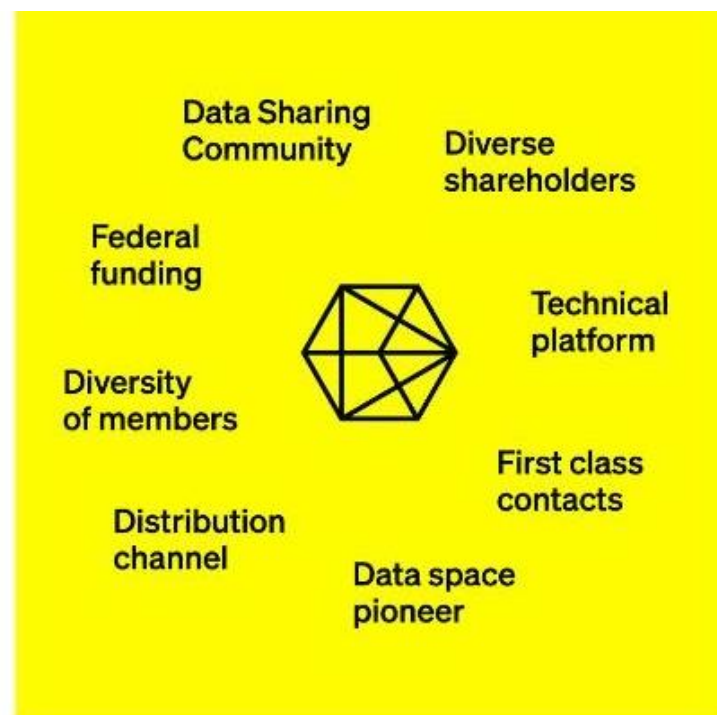 Data Sharing
Community
Diverse
shareholders
Federal
funding
Technical
platform
Diversity
of members
First class
contacts
Distribution
channel
Data space
pioneer